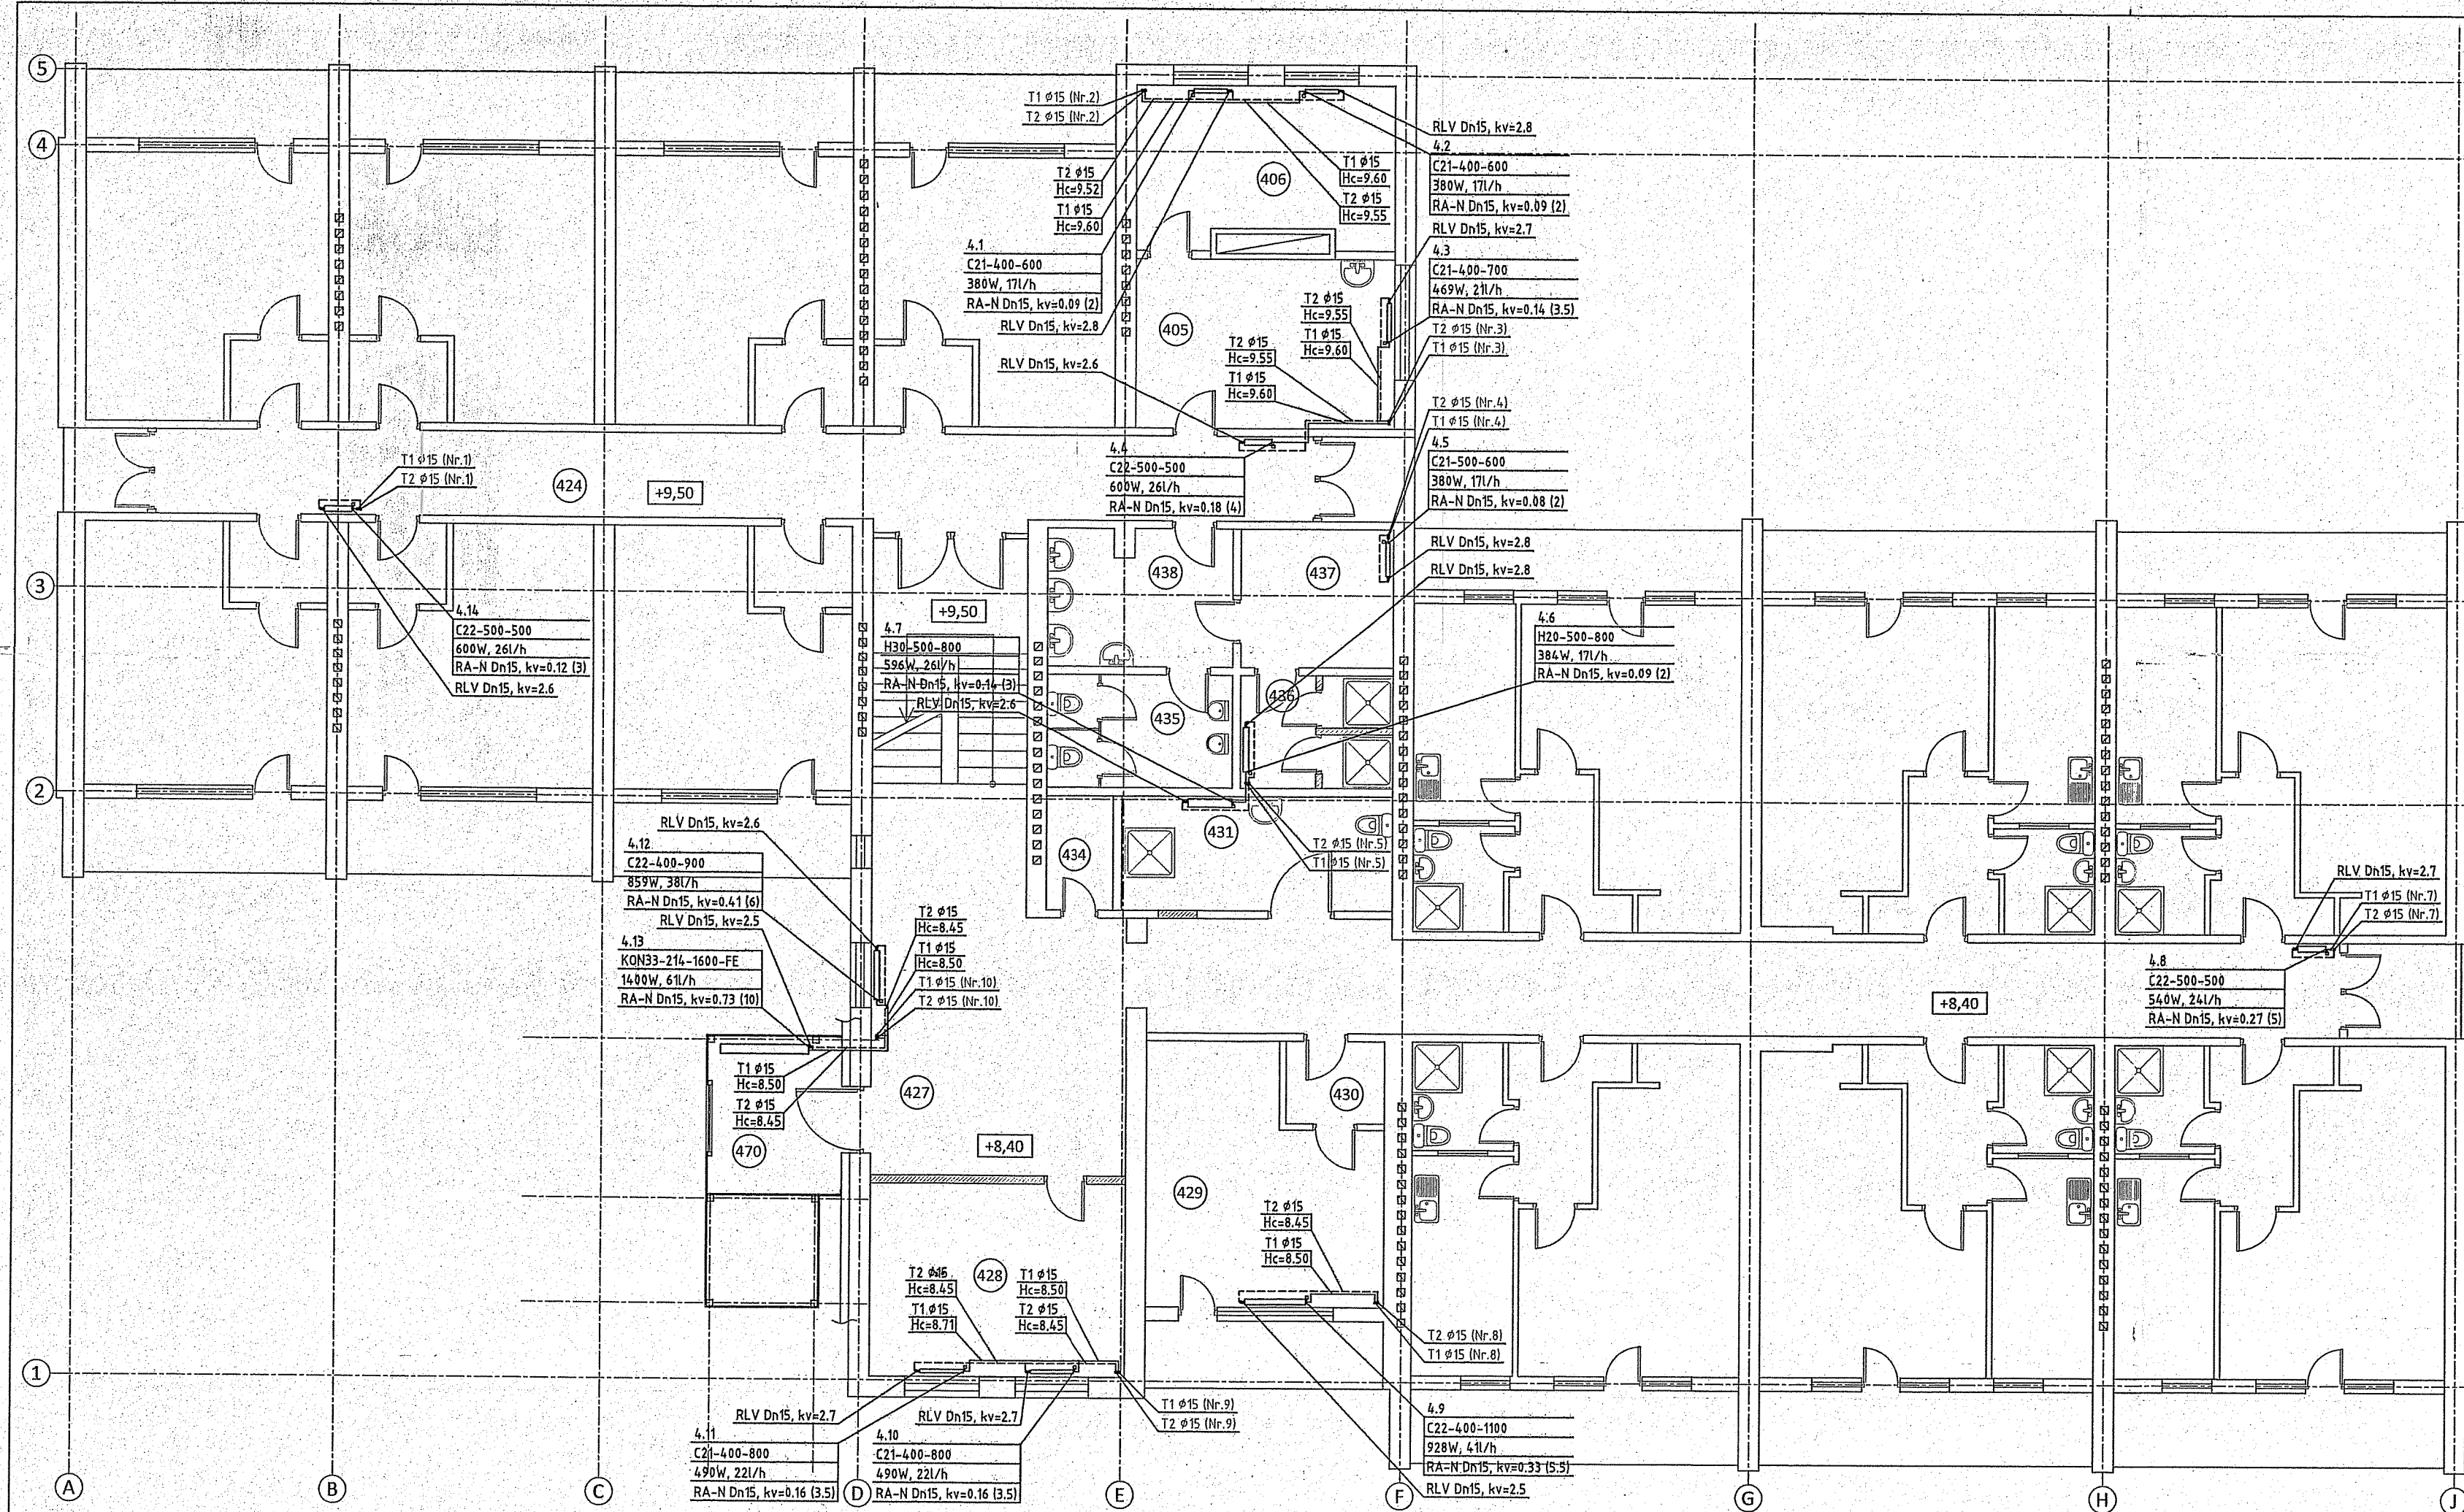 5
4
3
2
1
T1 ø15 (Nr.2)
T2 ø15 (Nr.2)
T2 ø15
Hc=9.52
T1 ø15
Hc=9.60
4.1
C21-400-600
380W, 17l/h
RA-N Dn15, kv=0.09 (2)
RLV Dn15, kv=2.8
RLV Dn15, kv=2.6
T1 ø15
Hc=9.60
T2 ø15
Hc=9.55
406
405
RLV Dn15, kv=2.8
4.2
C21-400-600
380W, 17l/h
RA-N Dn15, kv=0.09 (2)
RLV Dn15, kv=2.7
4.3
C21-400-700
469W, 21l/h
RA-N Dn15, kv=0.14 (3.5)
T2 ø15 (Nr.3)
T1 ø15 (Nr.3)
T2 ø15
Hc=9.55
T1 ø15
Hc=9.60
T2 ø15
Hc=9.55
T1 ø15
Hc=9.60
T2 ø15 (Nr.4)
T1 ø15 (Nr.4)
4.4
C22-500-500
600W, 26l/h
RA-N Dn15, kv=0.18 (4)
4.5
C21-500-600
380W, 17l/h
RA-N Dn15, kv=0.08 (2)
RLV Dn15, kv=2.8
RLV Dn15, kv=2.8
T1 ø15 (Nr.1)
T2 ø15 (Nr.1)
424
+9,50
4.14
C22-500-500
600W, 26l/h
RA-N Dn15, kv=0.12 (3)
RLV Dn15, kv=2.6
+9,50
438
437
4.7
H30-500-800
596W, 26l/h
RA-N Dn15, kv=0.14 (3)
RLV Dn15, kv=2.6
435
436
4.6
H20-500-800
384W, 17l/h
RA-N Dn15, kv=0.09 (2)
434
431
T2 ø15 (Nr.5)
T1 ø15 (Nr.5)
RLV Dn15, kv=2.6
4.12
C22-400-900
859W, 38l/h
RA-N Dn15, kv=0.41 (6)
RLV Dn15, kv=2.5
4.13
KON33-214-1600-FE
1400W, 61l/h
RA-N Dn15, kv=0.73 (10)
T2 ø15
Hc=8.45
T1 ø15
Hc=8.50
T1 ø15 (Nr.10)
T2 ø15 (Nr.10)
T1 ø15
Hc=8.50
T2 ø15
Hc=8.45
470
427
+8,40
RLV Dn15, kv=2.7
T1 ø15 (Nr.7)
T2 ø15 (Nr.7)
4.8
C22-500-500
540W, 24l/h
RA-N Dn15, kv=0.27 (5)
+8,40
430
429
T2 ø15
Hc=8.45
T1 ø15
Hc=8.50
T2 ø15
Hc=8.45
T1 ø15
Hc=8.71
428
T1 ø15
Hc=8.50
T2 ø15
Hc=8.45
T2 ø15 (Nr.8)
T1 ø15 (Nr.8)
RLV Dn15, kv=2.7
RLV Dn15, kv=2.7
T1 ø15 (Nr.9)
T2 ø15 (Nr.9)
4.11
C21-400-800
490W, 22l/h
RA-N Dn15, kv=0.16 (3.5)
4.10
C21-400-800
490W, 22l/h
RA-N Dn15, kv=0.16 (3.5)
4.9
C22-400-1100
928W, 41l/h
RA-N Dn15, kv=0.33 (5.5)
RLV Dn15, kv=2.5
A
B
C
D
E
F
G
H
J